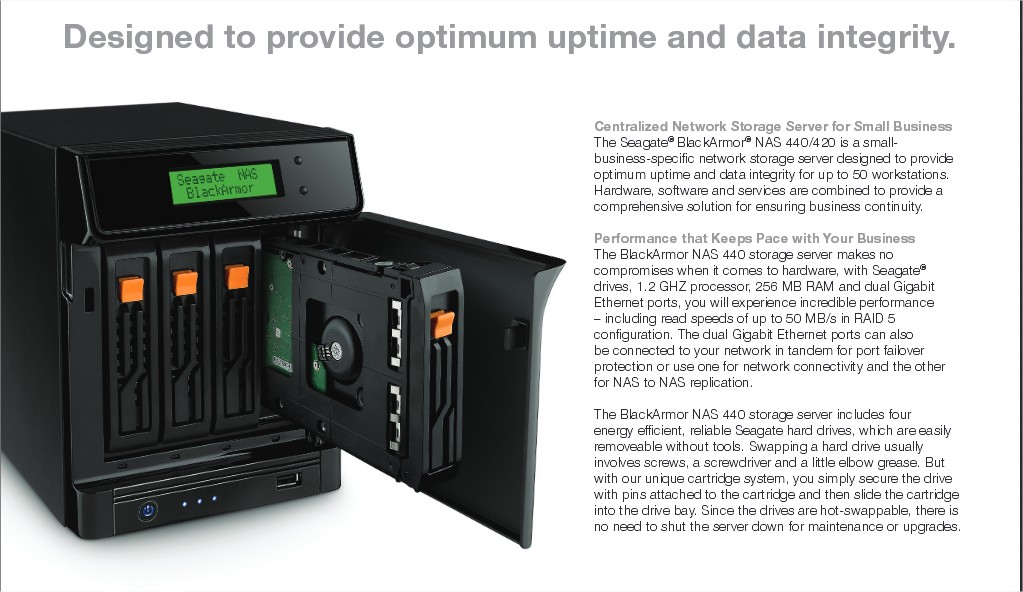 Designed to provide optimum uptime and data integrity.
Seagate NAS
BlackArmor
Centralized Network Storage Server for Small Business
The Seagate® BlackArmor® NAS 440/420 is a small-
business-specific network storage server designed to provide
optimum uptime and data integrity for up to 50 workstations.
Hardware, software and services are combined to provide a
comprehensive solution for ensuring business continuity.
Performance that Keeps Pace with Your Business
The BlackArmor NAS 440 storage server makes no
compromises when it comes to hardware, with Seagate®
drives, 1.2 GHZ processor, 256 MB RAM and dual Gigabit
Ethernet ports, you will experience incredible performance
– including read speeds of up to 50 MB/s in RAID 5
configuration. The dual Gigabit Ethernet ports can also
be connected to your network in tandem for port failover
protection or use one for network connectivity and the other
for NAS to NAS replication.
The BlackArmor NAS 440 storage server includes four
energy efficient, reliable Seagate hard drives, which are easily
removeable without tools. Swapping a hard drive usually
involves screws, a screwdriver and a little elbow grease. But
with our unique cartridge system, you simply secure the drive
with pins attached to the cartridge and then slide the cartridge
into the drive bay. Since the drives are hot-swappable, there is
no need to shut the server down for maintenance or upgrades.